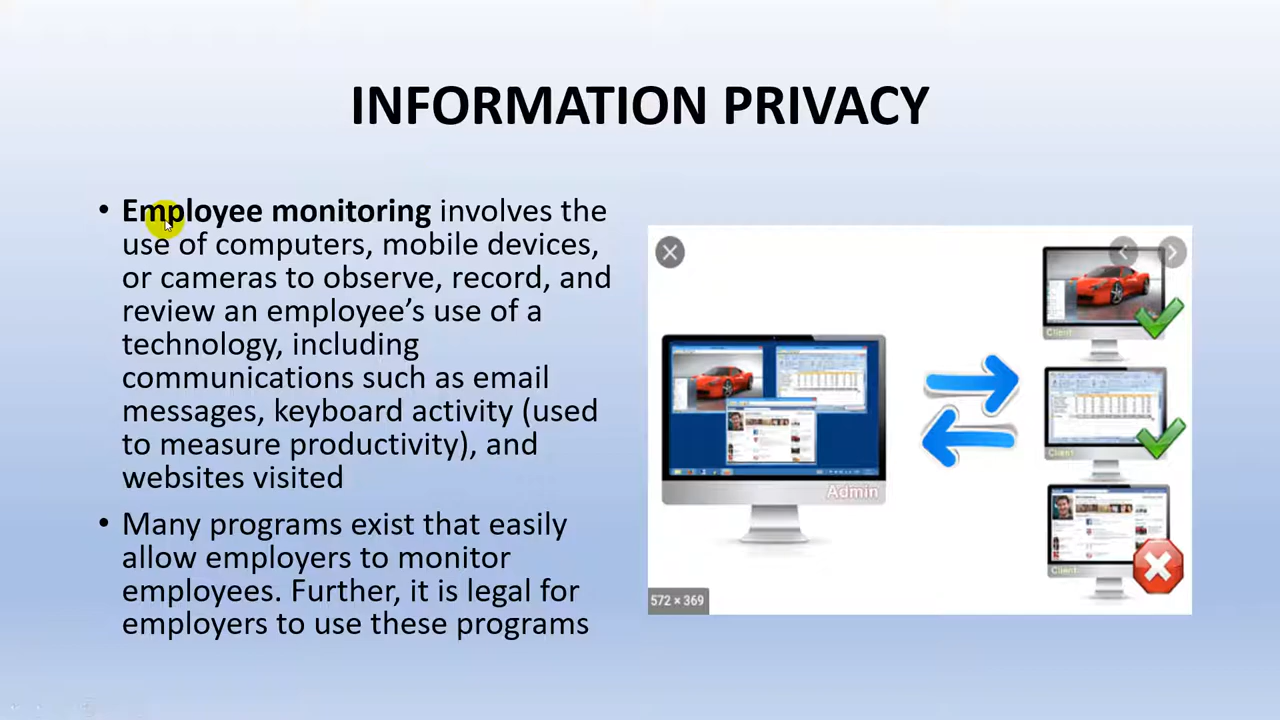 INFORMATION PRIVACY
• Employee monitoring involves the
use of computers, mobile devices,
or cameras to observe, record, and
review an employee’s use of a
technology, including
communications such as email
messages, keyboard activity (used
to measure productivity), and
websites visited
• Many programs exist that easily
allow employers to monitor
employees. Further, it is legal for
employers to use these programs
Admin
Client
Client
Client
572 × 369